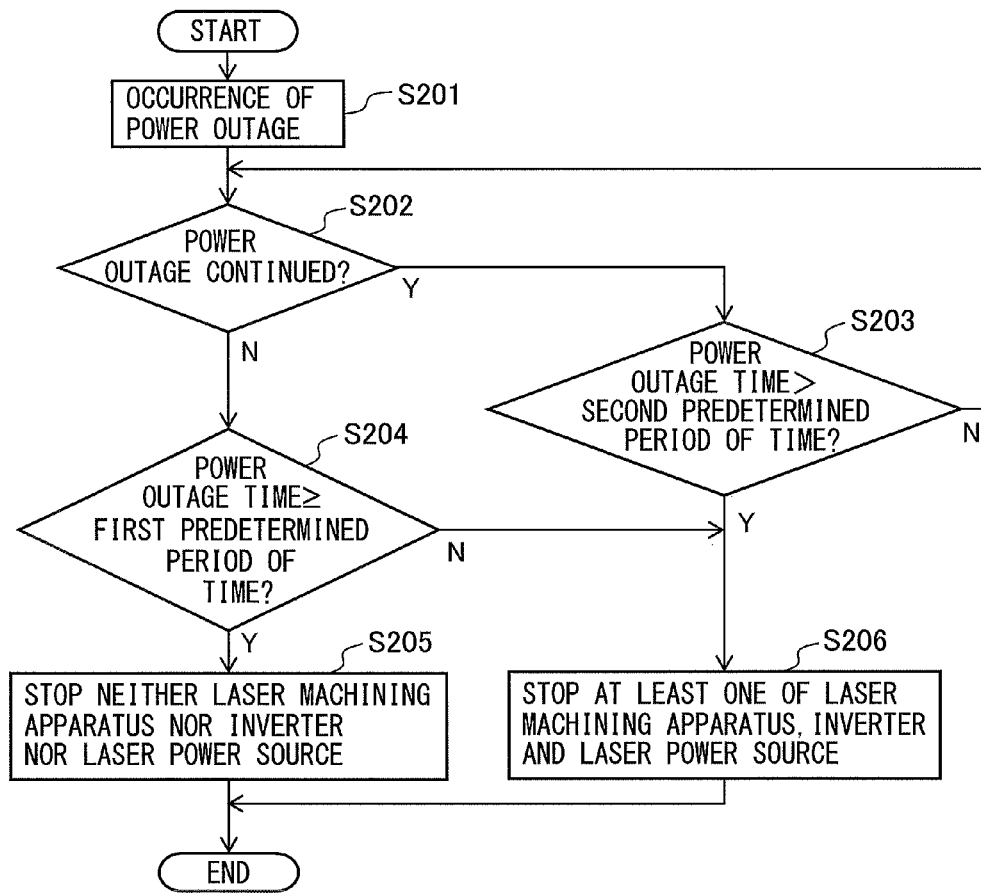 START
S201
OCCURRENCE OF
POWER OUTAGE
S202
POWER
OUTAGE CONTINUED?
Y
N
S203
POWER
OUTAGE TIME>
SECOND PREDETERMINED
PERIOD OF TIME?
N
Y
S204
POWER
OUTAGE TIME≥
FIRST PREDETERMINED
PERIOD OF
TIME?
N
Y
S205
STOP NEITHER LASER MACHINING
APPARATUS NOR INVERTER
NOR LASER POWER SOURCE
S206
STOP AT LEAST ONE OF LASER
MACHINING APPARATUS, INVERTER
AND LASER POWER SOURCE
END